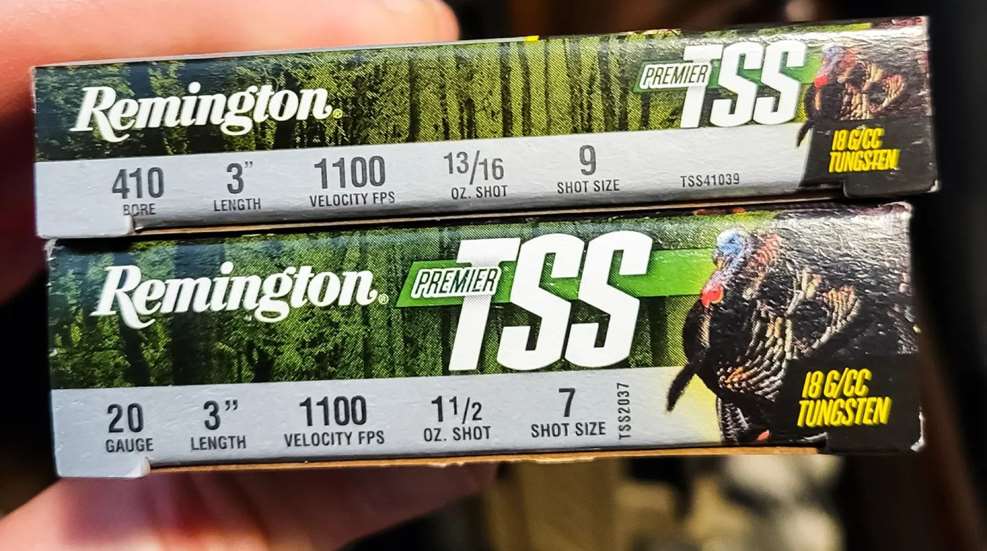 Remington®
PREMIER TSS
18 G/CC
TUNGSTEN
410 3" 1100 13/16 9
BORE LENGTH VELOCITY FPS OZ. SHOT SHOT SIZE TSS41039
Remington®
PREMIER TSS
18 G/CC
TUNGSTEN
20 3" 1100 1 1/2 7
GAUGE LENGTH VELOCITY FPS OZ. SHOT SHOT SIZE TSS2037